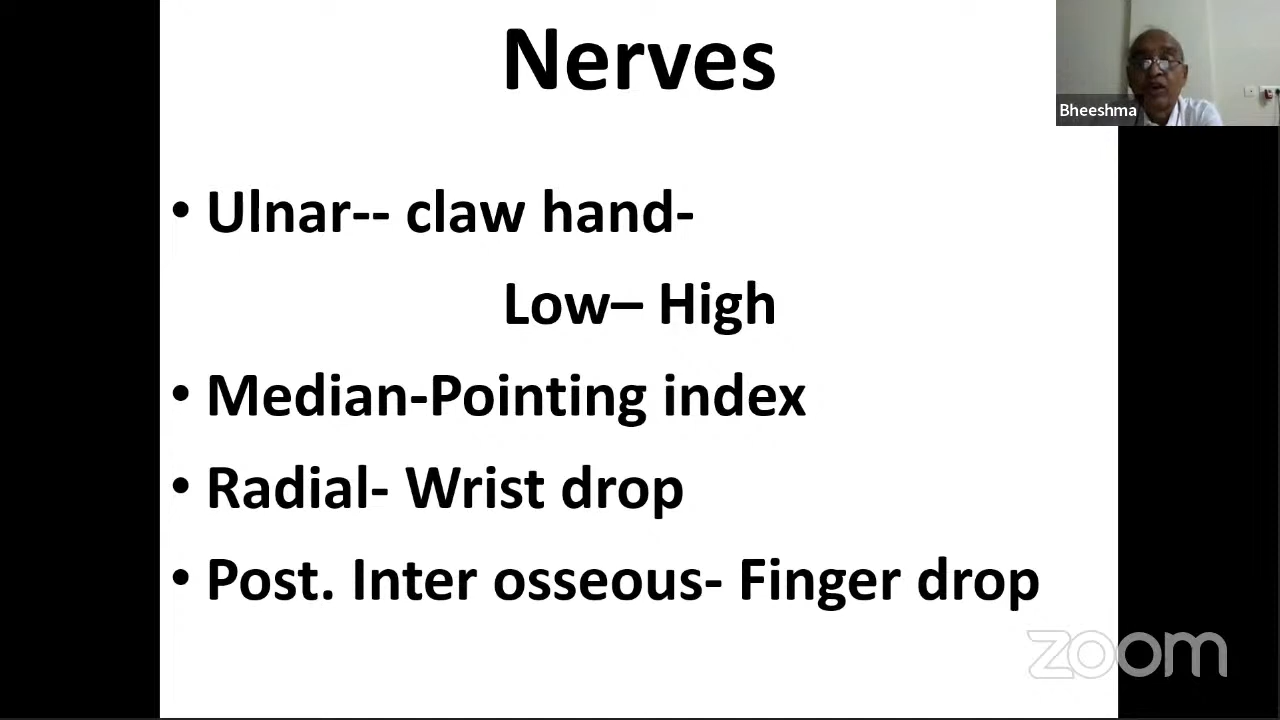 Nerves
Bheeshma
• Ulnar-- claw hand-
Low– High
• Median-Pointing index
• Radial- Wrist drop
• Post. Inter osseous- Finger drop
zoom